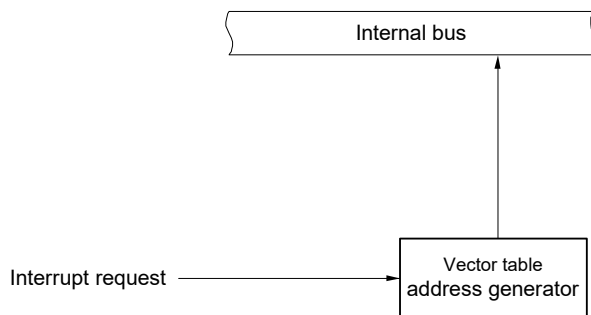 Internal bus
Vector table
address generator
Interrupt request